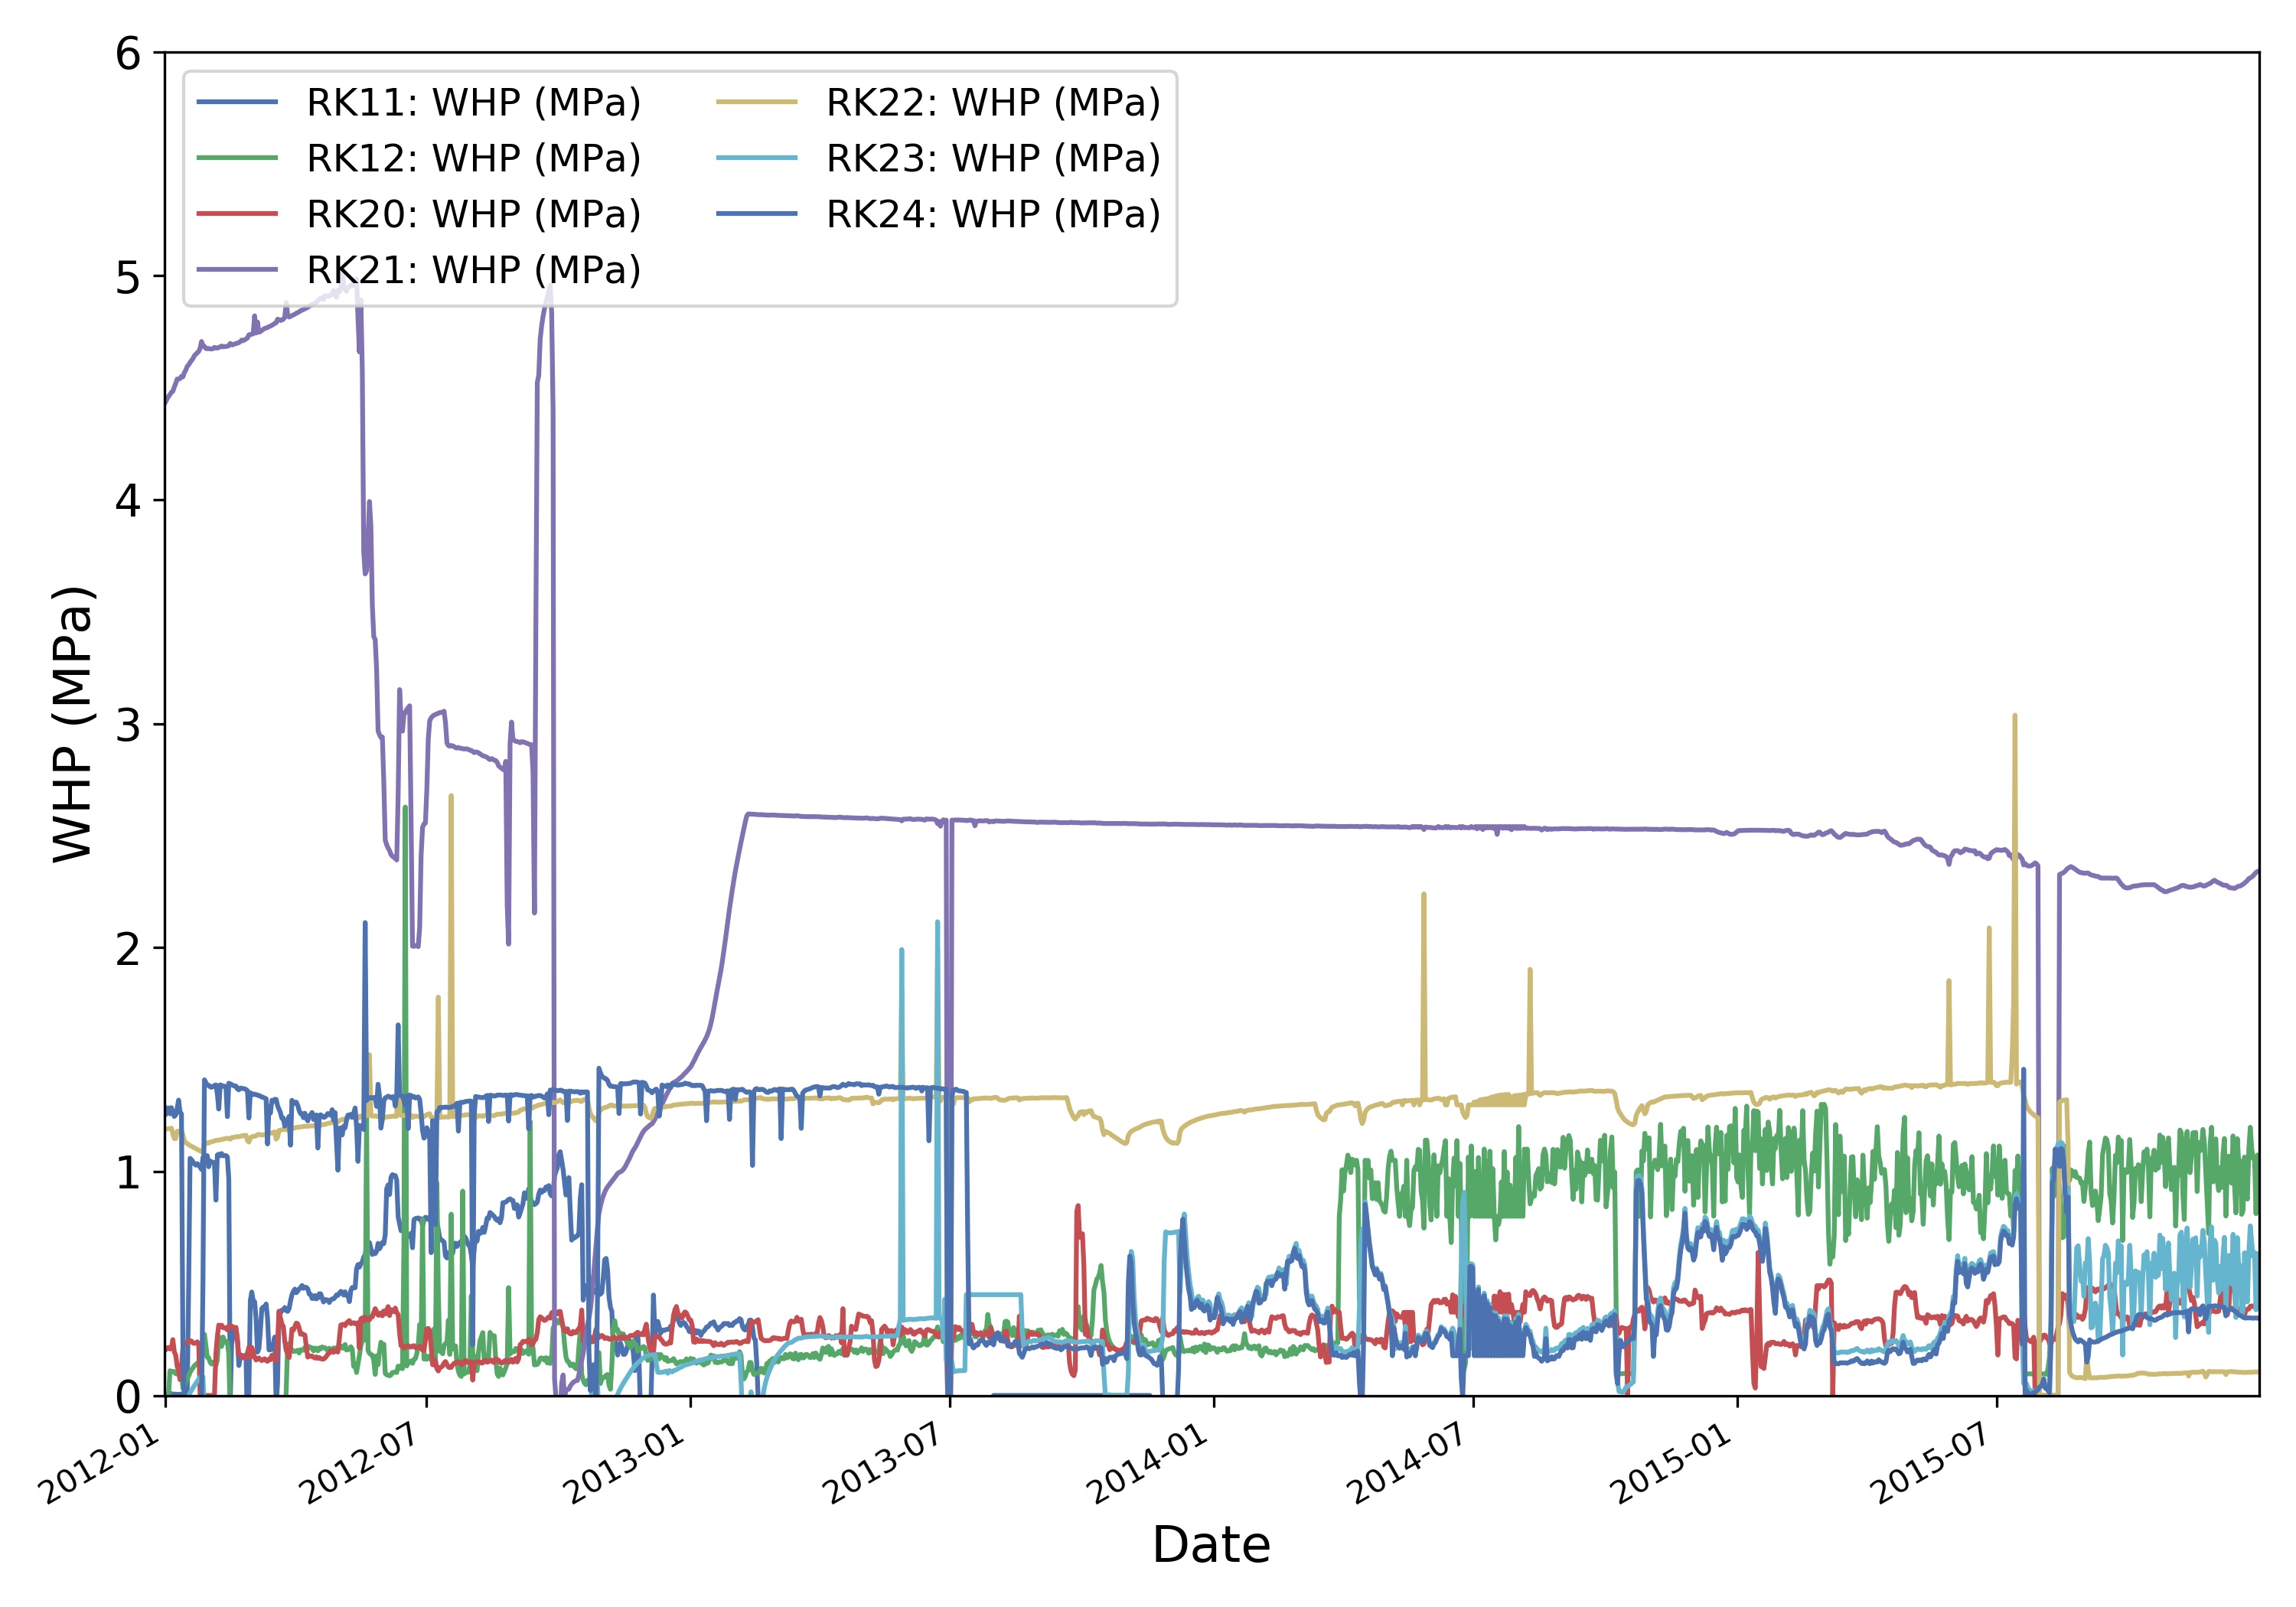 6
5
4
3
2
1
0
WHP (MPa)
RK11: WHP (MPa)
RK12: WHP (MPa)
RK20: WHP (MPa)
RK21: WHP (MPa)
RK22: WHP (MPa)
RK23: WHP (MPa)
RK24: WHP (MPa)
2012-01
2012-07
2013-01
2013-07
2014-01
2014-07
2015-01
2015-07
Date